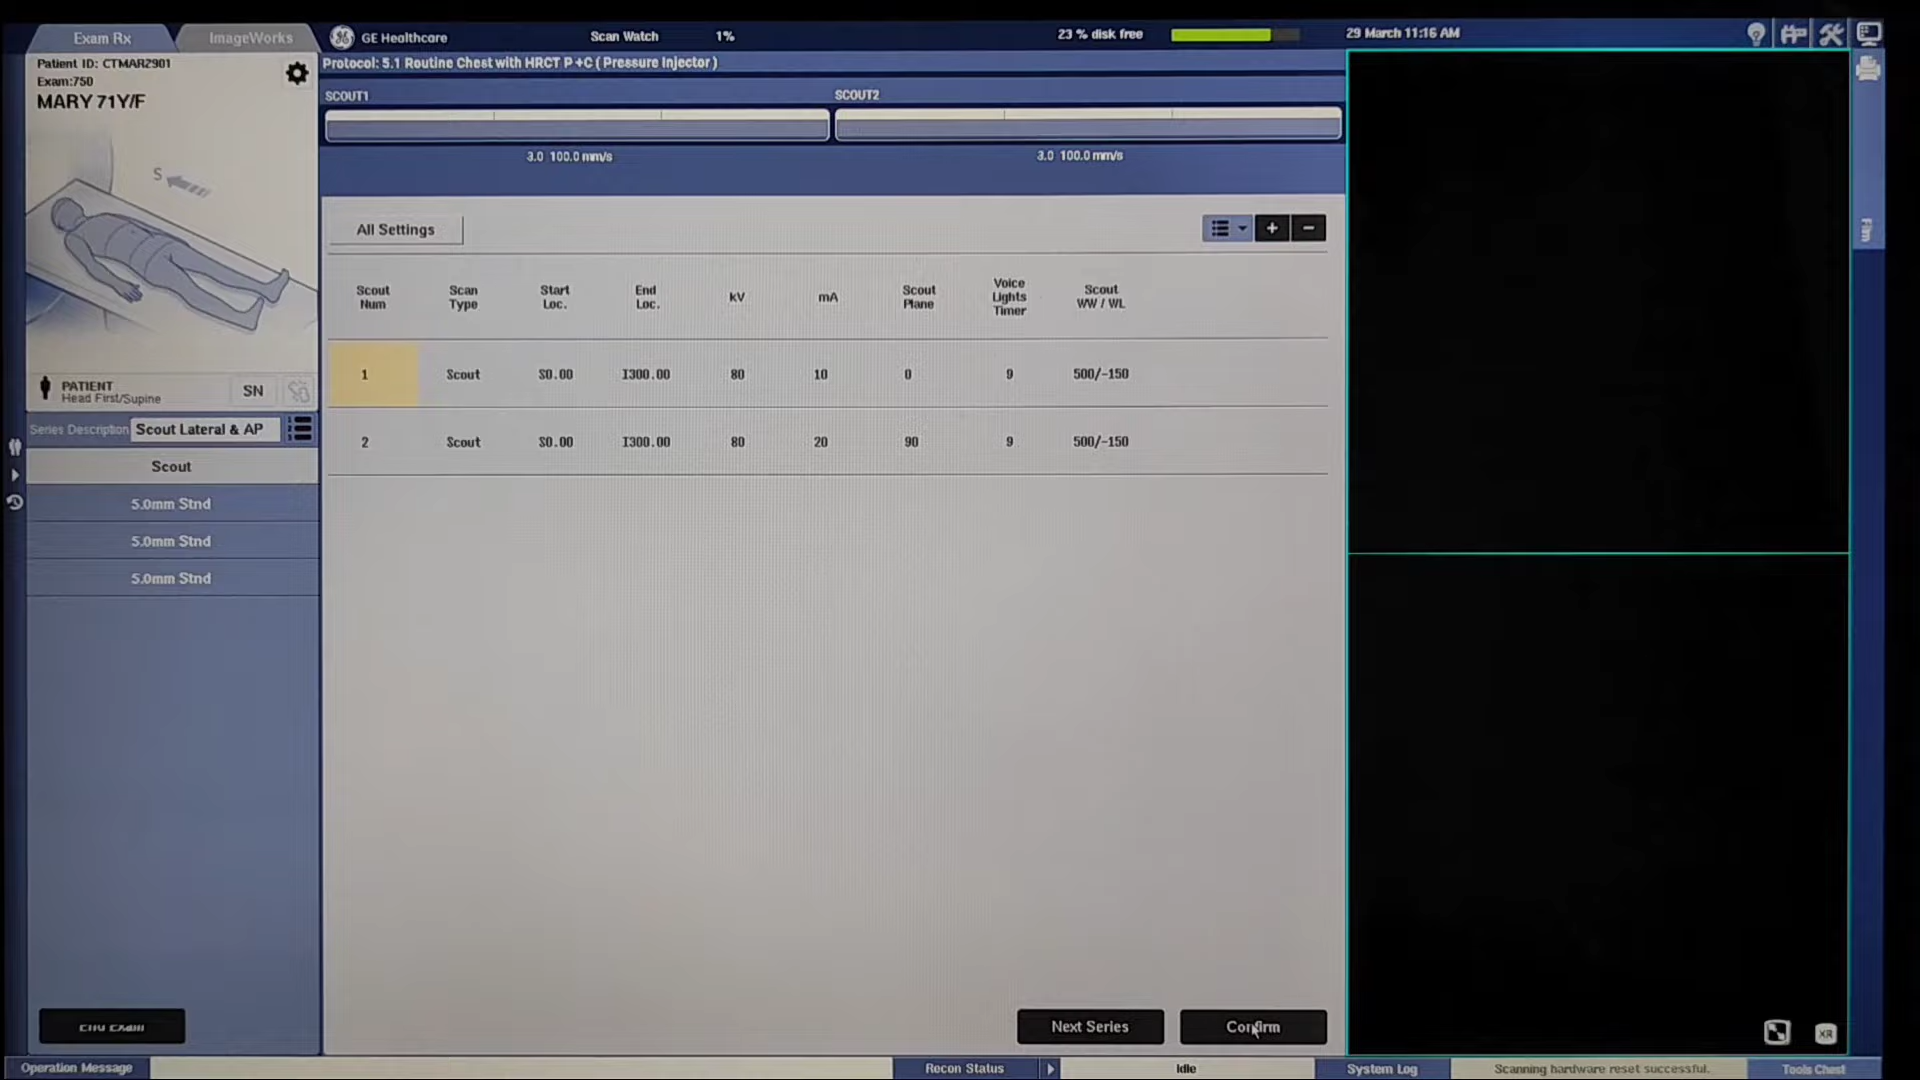 Exam Rx
ImageWorks
GE Healthcare
Scan Watch 1%
23 % disk free
29 March 11:16 AM
Patient ID: CTMAR2901
Exam:750
MARY 71Y/F
Protocol: 5.1 Routine Chest with HRCT P +C ( Pressure Injector )
SCOUT1
SCOUT2
3.0 100.0 mm/s
3.0 100.0 mm/s
S
All Settings
Scout Num
Scan Type
Start Loc.
End Loc.
kV
mA
Scout Plane
Voice Lights Timer
Scout WW / WL
1 Scout S0.00 I300.00 80 10 0 9 500/-150
2 Scout S0.00 I300.00 80 20 90 9 500/-150
PATIENT
Head First/Supine
SN
Series Description Scout Lateral & AP
Scout
5.0mm Stnd
5.0mm Stnd
5.0mm Stnd
Film
Next Series
Confirm
XR
Operation Message
Recon Status
Idle
System Log
Scanning hardware reset successful.
Tools Chest